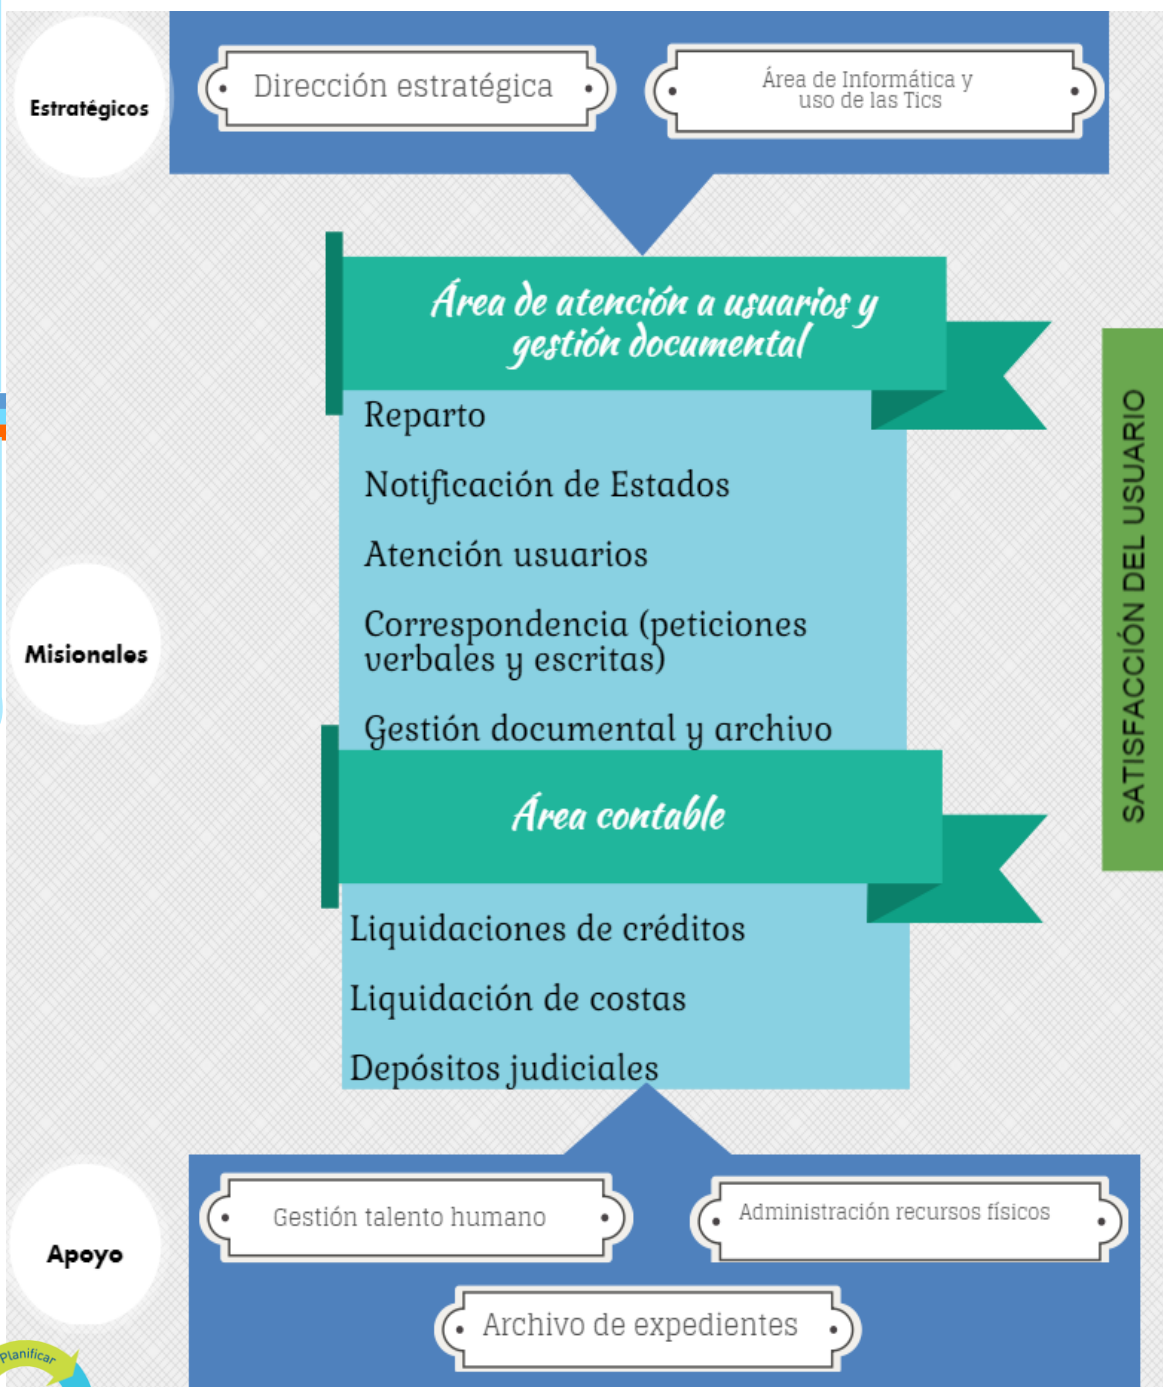 Estratégicos
Dirección estratégica
Área de Informática y
uso de las Tics
Área de atención a usuarios y
gestión documental
Reparto
Notificación de Estados
Atención usuarios
Correspondencia (peticiones
verbales y escritas)
Gestión documental y archivo
Misionales
SATISFACCIÓN DEL USUARIO
Área contable
Liquidaciones de créditos
Liquidación de costas
Depósitos judiciales
Apoyo
Gestión talento humano
Administración recursos físicos
Archivo de expedientes
Planificar